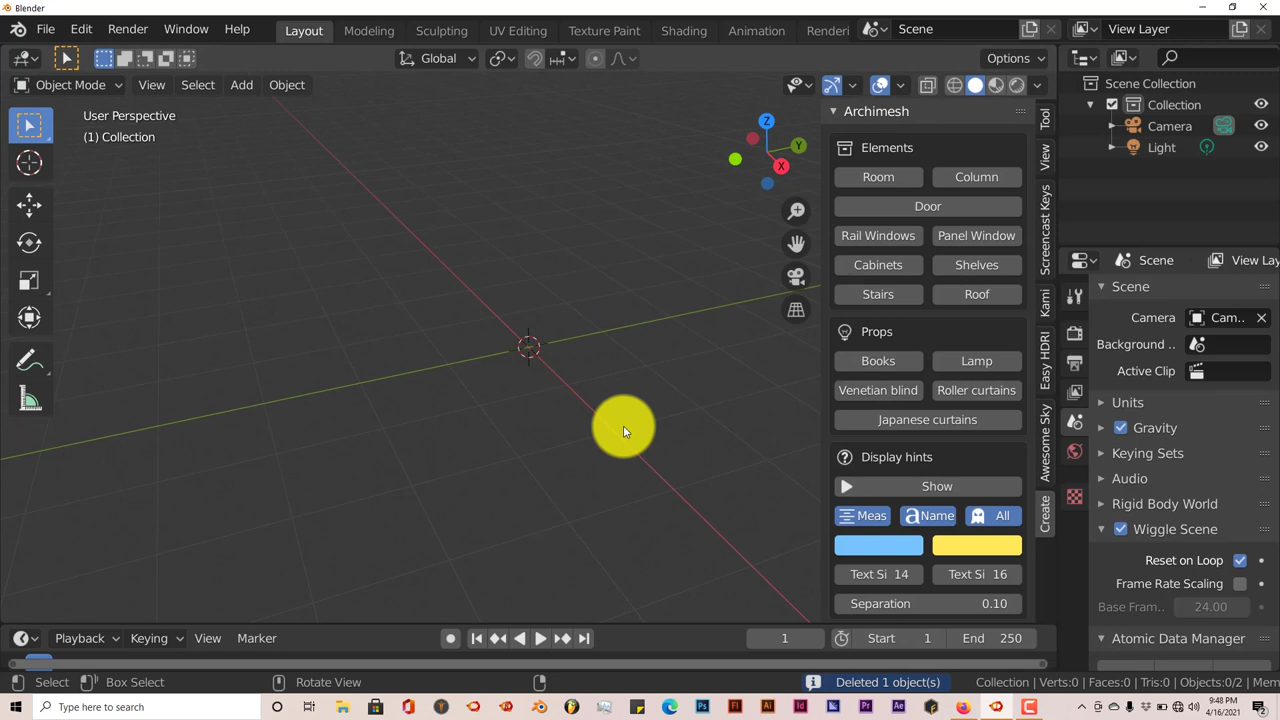 Blender
File Edit Render Window Help Layout Modeling Sculpting UV Editing Texture Paint Shading Animation Renderi Scene View Layer
Global Options
Object Mode View Select Add Object
User Perspective
(1) Collection
Z
Y
X
Archimesh
Elements
Room Column
Door
Rail Windows Panel Window
Cabinets Shelves
Stairs Roof
Props
Books Lamp
Venetian blind Roller curtains
Japanese curtains
Display hints
Show
Meas Name All
Text Si 14 Text Si 16
Separation 0.10
Tool
View
Screencast Keys
Kami
Easy HDRI
Awesome Sky
Create
Scene Collection
Collection
Camera
Light
Scene View Lay
Scene
Camera Cam...
Background ..
Active Clip
Units
Gravity
Keying Sets
Audio
Rigid Body World
Wiggle Scene
Reset on Loop
Frame Rate Scaling
Base Fram.. 24.00
Atomic Data Manager
Playback Keying View Marker 1 Start 1 End 250
Select Box Select Rotate View Deleted 1 object(s) Collection | Verts:0 | Faces:0 | Tris:0 | Objects:0/2 | Mem
Type here to search
9:48 PM
4/16/2021